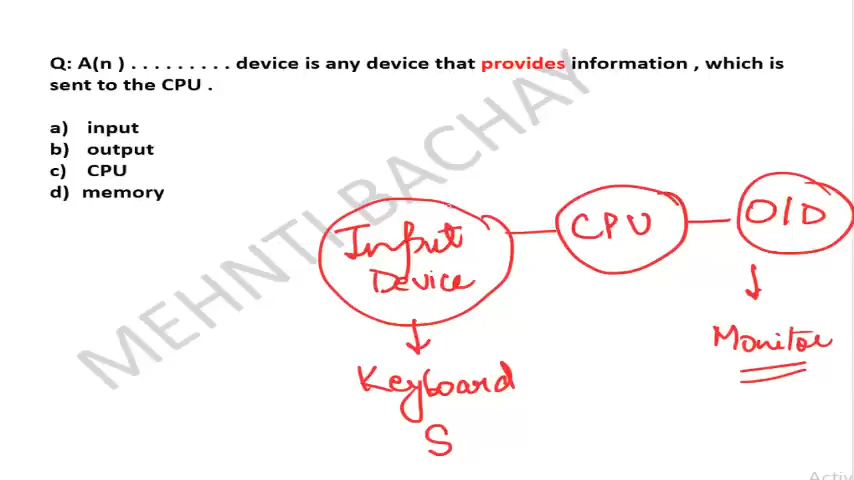 Q: A(n ) . . . . . . . . . device is any device that provides information , which is
sent to the CPU .
a) input
b) output
c) CPU
d) memory
MEHNTI BACHAY
Input
Device
CPU
O/D
Keyboard
S
Monitor
Activ